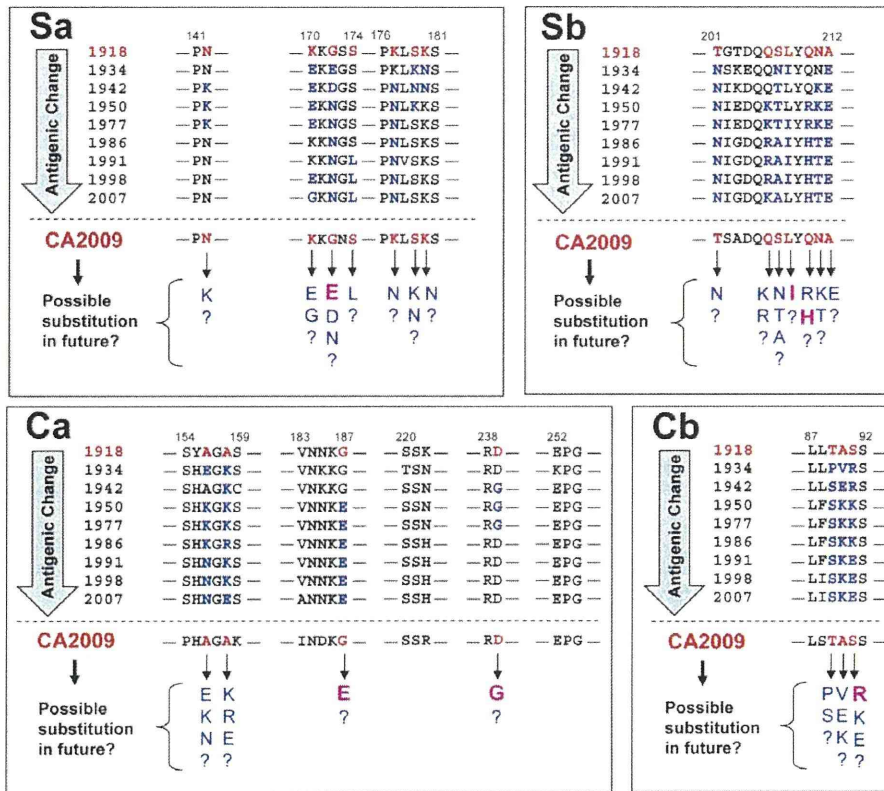 Sa
141 170 174 176 181
Antigenic Change
1918 — PN — — KKGSS — PKLSKS —
1934 — PN — — EKEGS — PKLKNS —
1942 — PK — — EKDGS — PKLNNS —
1950 — PK — — EKNGS — PNLKKS —
1977 — PK — — EKNGS — PNLSKS —
1986 — PN — — KKNGS — PNLSKS —
1991 — PN — — KKNGL — PNVSKS —
1998 — PN — — EKNGL — PNLSKS —
2007 — PN — — GKNGL — PNLSKS —
CA2009 — PN — — KKGNS — PKLSKS —
Possible substitution in future?
K E E L N K N
? G D ? ? N ?
? N ?
?
Sb
201 212
Antigenic Change
1918 — TGTDQQSLYQNA —
1934 — NSKEQQNIYQNE —
1942 — NIKDQQTLYQKE —
1950 — NIEDQKTLYRKE —
1977 — NIEDQKTIYRKE —
1986 — NIGDQRAIYHTE —
1991 — NIGDQRAIYHTE —
1998 — NIGDQRAIYHTE —
2007 — NIGDQKALYHTE —
CA2009 — TSADQQSLYQNA —
Possible substitution in future?
N K N I R K E
? R T ? H T ?
? A ? ?
?
Ca
154 159 183 187 220 238 252
Antigenic Change
1918 — SYAGAS — VNNKG — SSK — RD — EPG —
1934 — SHEGKS — VNKKG — TSN — RD — KPG —
1942 — SHAGKC — VNKKG — SSN — RG — EPG —
1950 — SHKGKS — VNNKE — SSN — RG — EPG —
1977 — SHKGKS — VNNKE — SSN — RG — EPG —
1986 — SHKGRS — VNNKE — SSH — RD — EPG —
1991 — SHNGKS — VNNKE — SSH — RD — EPG —
1998 — SHNGKS — VNNKE — SSH — RD — EPG —
2007 — SHNGES — ANNKE — SSH — RD — EPG —
CA2009 — PHAGAK — INDKG — SSR — RD — EPG —
Possible substitution in future?
E K E G
K R ? ?
N E
? ?
Cb
87 92
Antigenic Change
1918 — LLTASS —
1934 — LLPVRS —
1942 — LLSERS —
1950 — LFSKKS —
1977 — LFSKKS —
1986 — LFSKES —
1991 — LFSKES —
1998 — LISKES —
2007 — LISKES —
CA2009 — LSTASS —
Possible substitution in future?
P V R
S E K
? K E
? ?